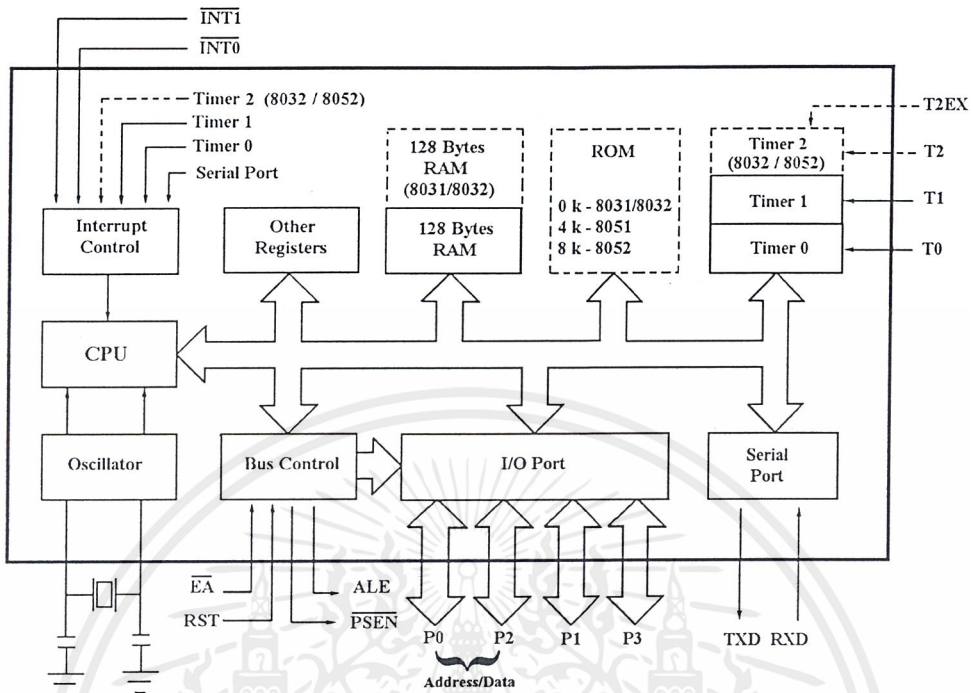 INT1
INT0
Timer 2 (8032 / 8052)
Timer 1
Timer 0
Serial Port
Interrupt
Control
Other
Registers
128 Bytes
RAM
(8031/8032)
128 Bytes
RAM
ROM
0 k - 8031/8032
4 k - 8051
8 k - 8052
Timer 2
(8032 / 8052)
Timer 1
Timer 0
T2EX
T2
T1
T0
CPU
Oscillator
Bus Control
I/O Port
Serial
Port
EA
RST
ALE
PSEN
P0
P2
P1
P3
Address/Data
TXD
RXD